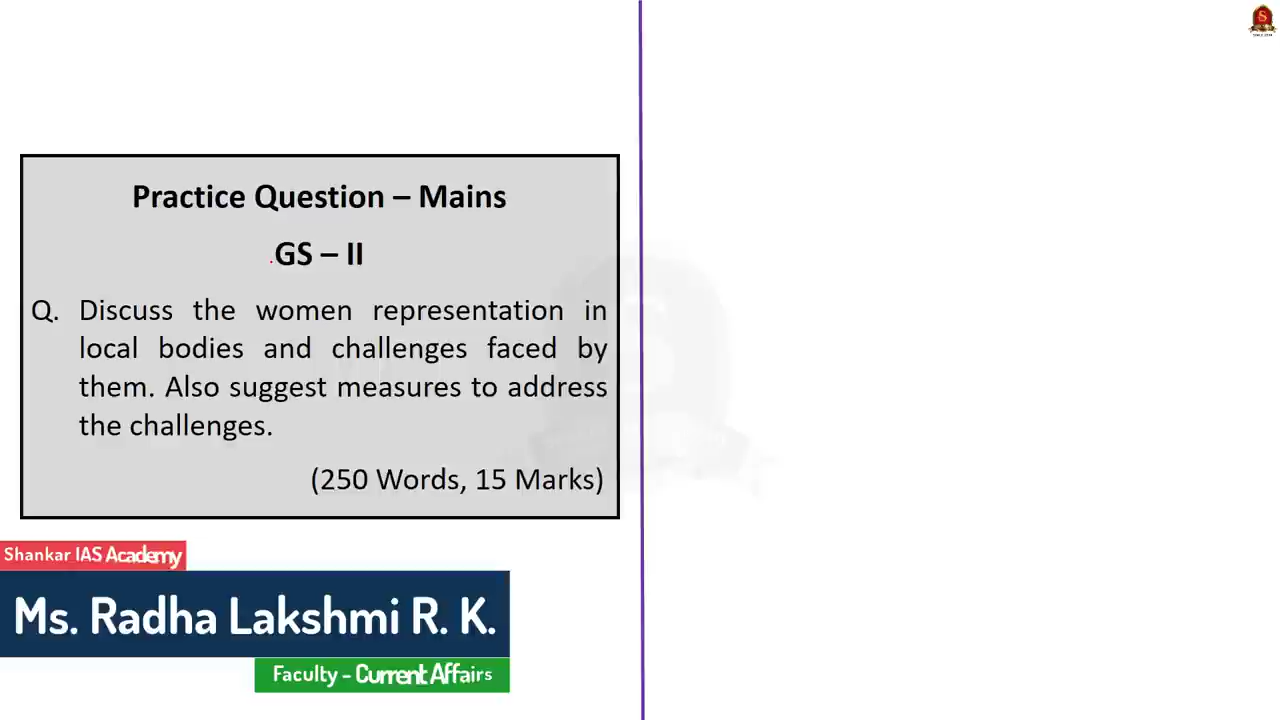 Practice Question – Mains
GS – II
Q. Discuss the women representation in
local bodies and challenges faced by
them. Also suggest measures to address
the challenges.
(250 Words, 15 Marks)
Shankar IAS Academy
Ms. Radha Lakshmi R. K.
Faculty - Current Affairs